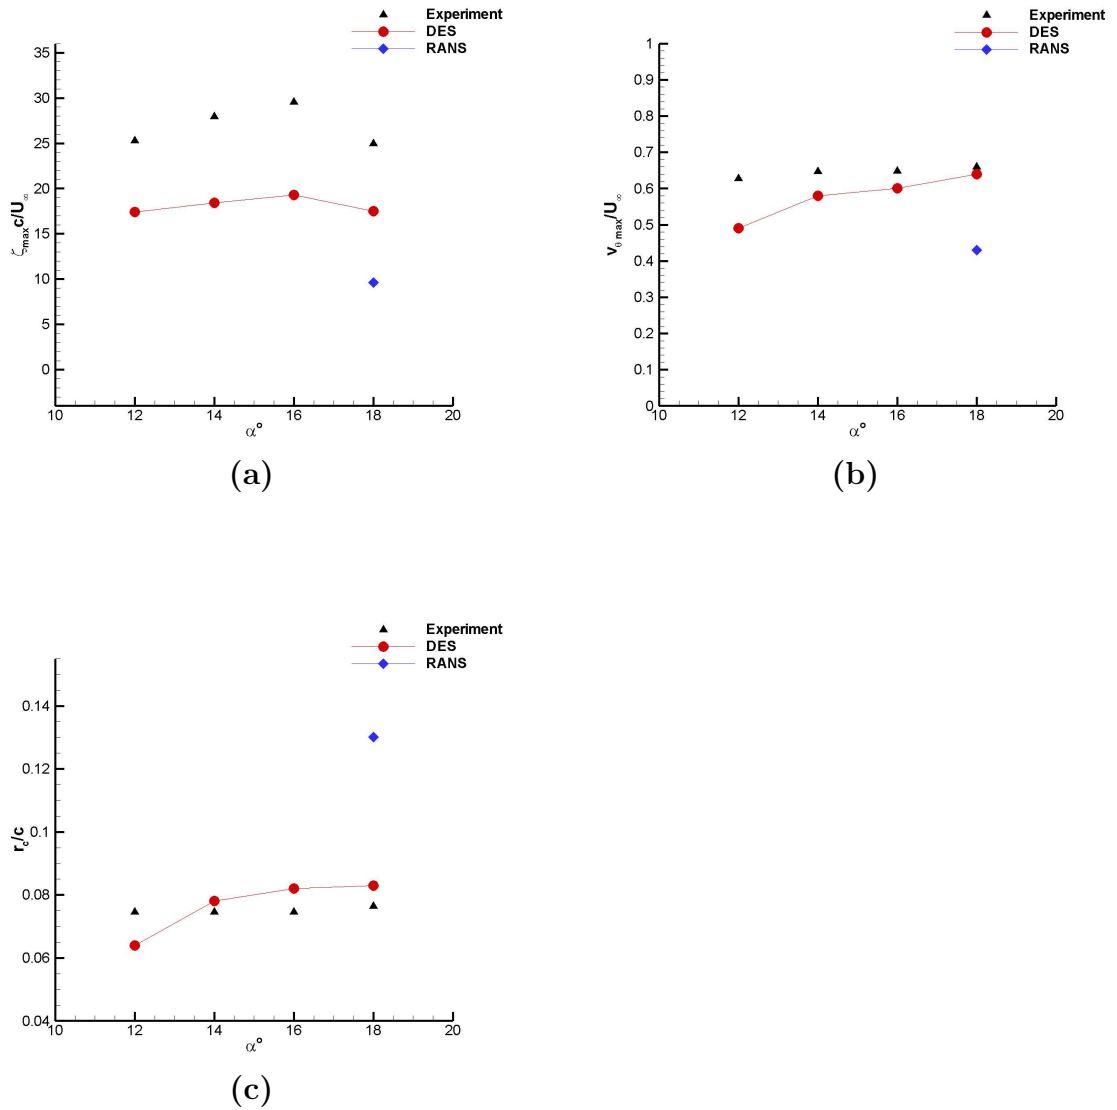 Experiment
DES
RANS
35
30
25
20
15
10
5
0
ζmax c/U∞
10 12 14 16 18 20
α°
(a)
Experiment
DES
RANS
1
0.9
0.8
0.7
0.6
0.5
0.4
0.3
0.2
0.1
0
vθ max/U∞
10 12 14 16 18 20
α°
(b)
Experiment
DES
RANS
0.14
0.12
0.1
0.08
0.06
0.04
rc/c
10 12 14 16 18 20
α°
(c)